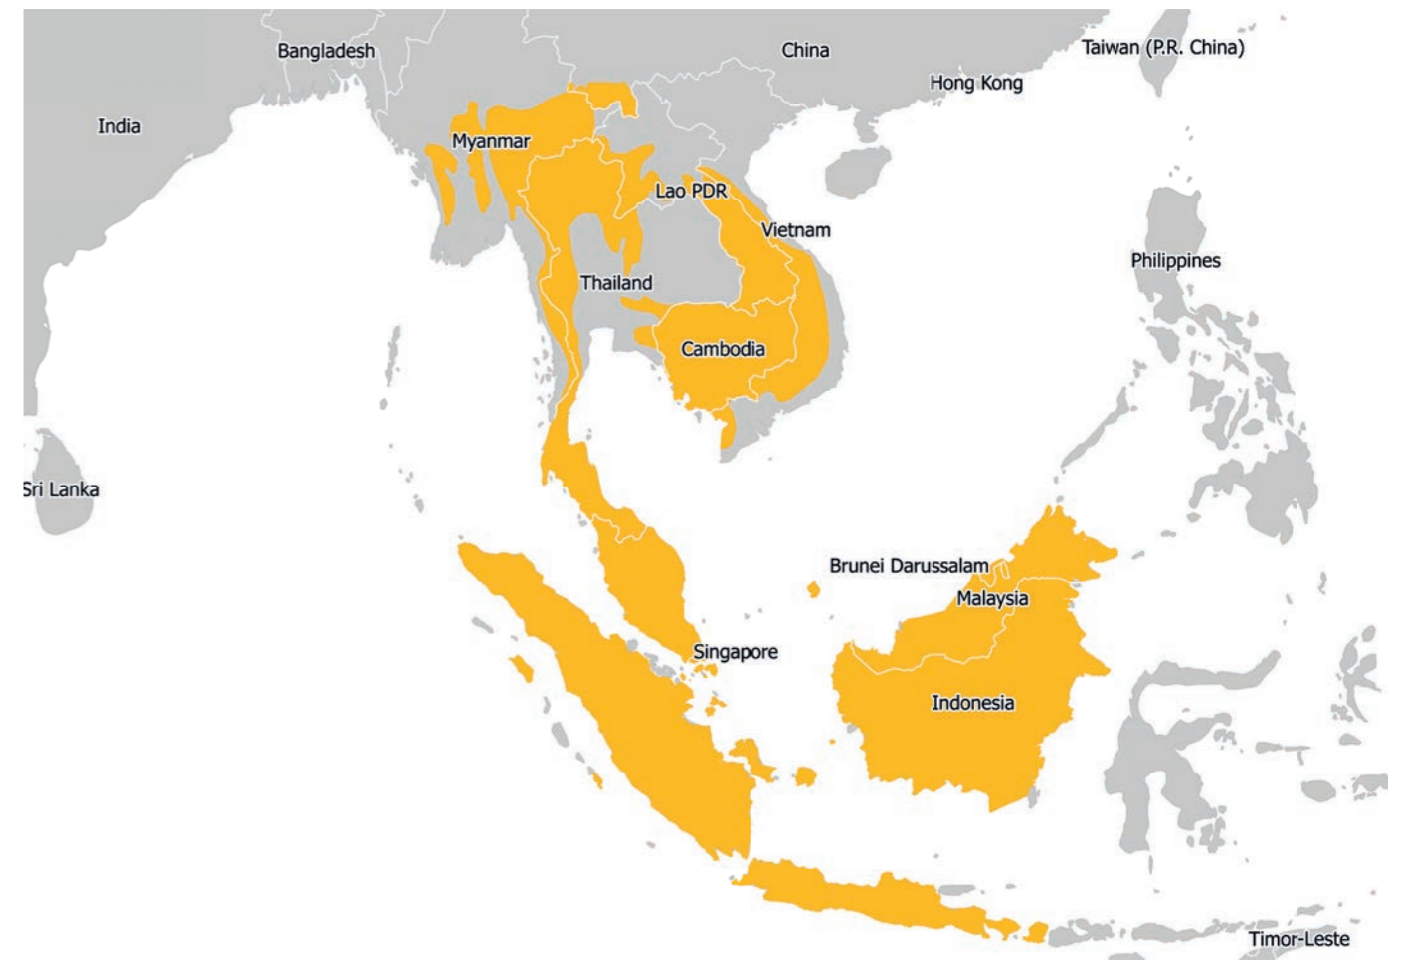 Bangladesh
China
Taiwan (P.R. China)
Hong Kong
India
Myanmar
Lao PDR
Vietnam
Philippines
Thailand
Cambodia
Sri Lanka
Brunei Darussalam
Malaysia
Singapore
Indonesia
Timor-Leste